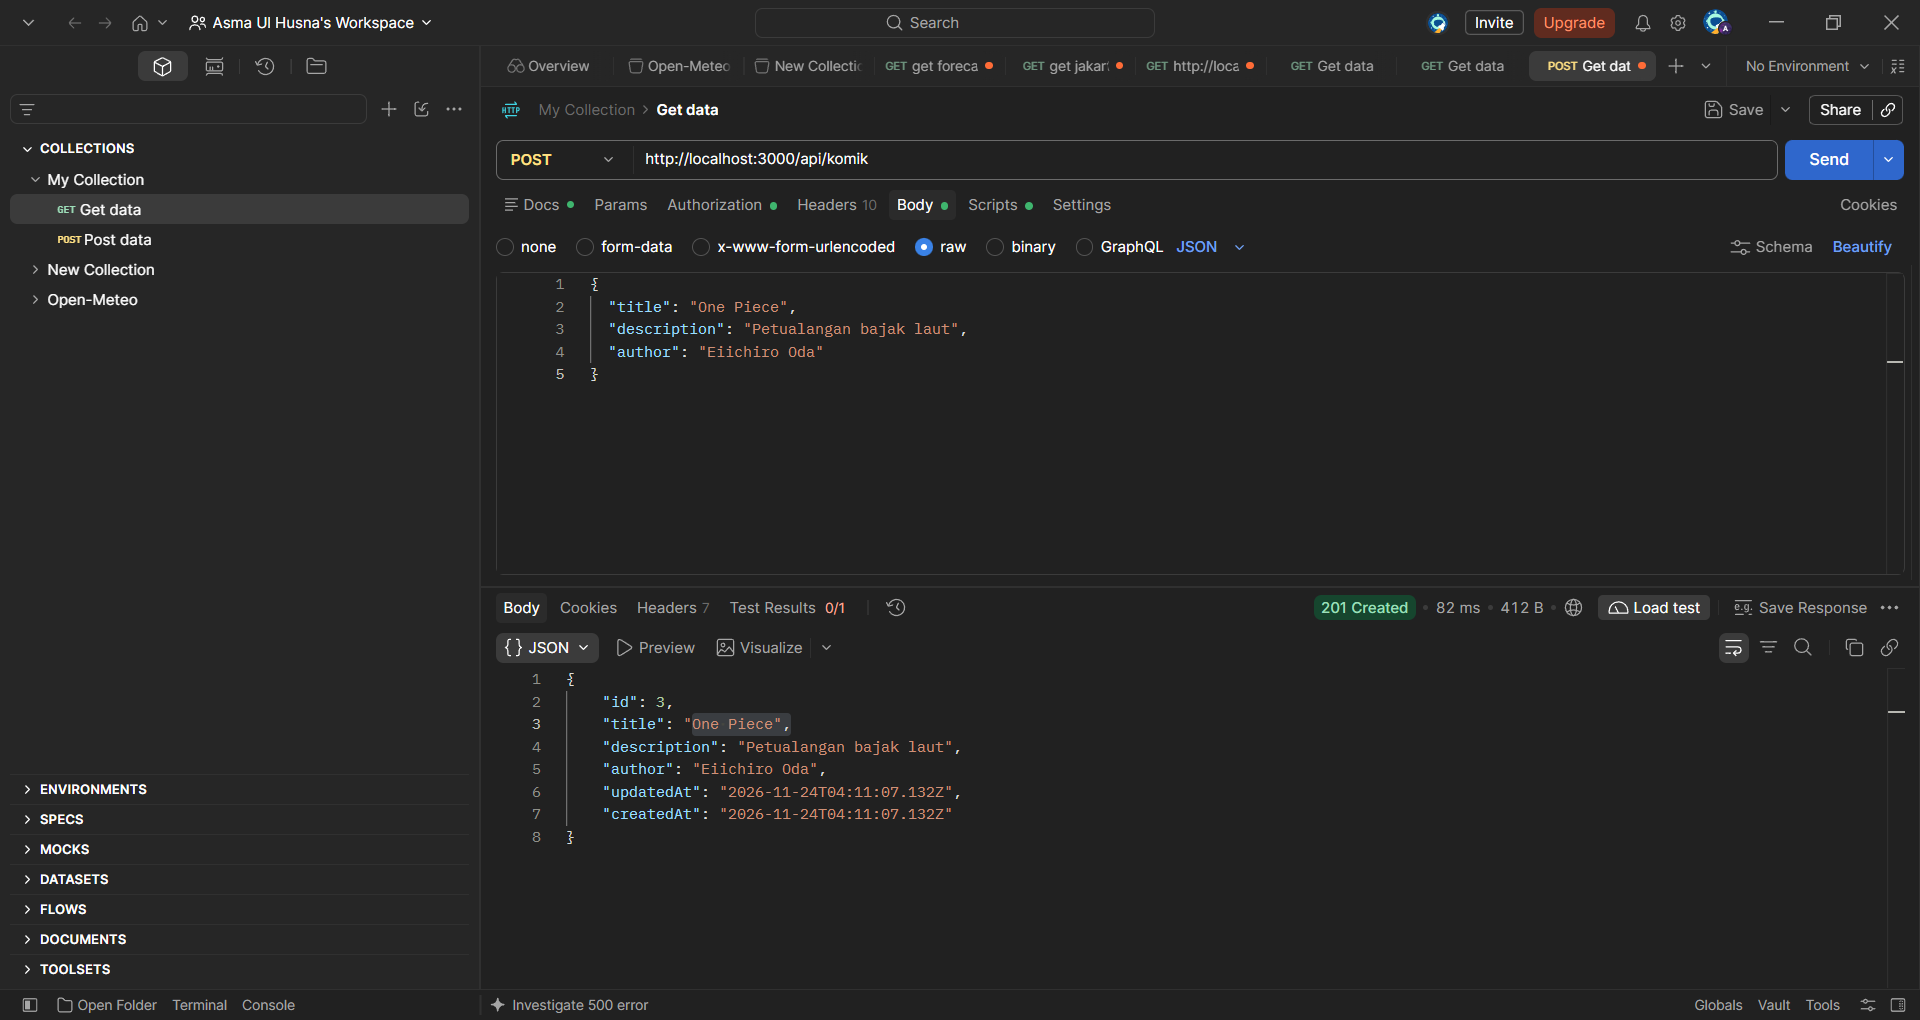 Asma Ul Husna's Workspace
Search
Invite
Upgrade
A
Overview
Open-Meteo
New Collectic
GET get foreca
GET get jakar
GET http://loca
GET Get data
GET Get data
POST Get dat
No Environment
COLLECTIONS
My Collection
GET Get data
POST Post data
New Collection
Open-Meteo
ENVIRONMENTS
SPECS
MOCKS
DATASETS
FLOWS
DOCUMENTS
TOOLSETS
HTTP My Collection > Get data
Save
Share
POST http://localhost:3000/api/komik
Send
Docs Params Authorization Headers 10 Body Scripts Settings
Cookies
none form-data x-www-form-urlencoded raw binary GraphQL JSON
Schema Beautify
1 {
2 "title": "One Piece",
3 "description": "Petualangan bajak laut",
4 "author": "Eiichiro Oda"
5 }
Body Cookies Headers 7 Test Results 0/1
201 Created • 82 ms • 412 B
Load test
e.g. Save Response
{} JSON Preview Visualize
1 {
2 "id": 3,
3 "title": "One Piece",
4 "description": "Petualangan bajak laut",
5 "author": "Eiichiro Oda",
6 "updatedAt": "2026-11-24T04:11:07.132Z",
7 "createdAt": "2026-11-24T04:11:07.132Z"
8 }
Open Folder Terminal Console
Investigate 500 error
Globals Vault Tools